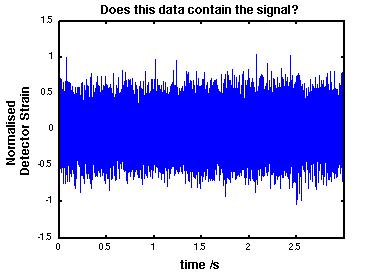 Does this data contain the signal?
1.5
1
0.5
0
-0.5
-1
-1.5
Normalised
Detector Strain
0 0.5 1 1.5 2 2.5
time /s